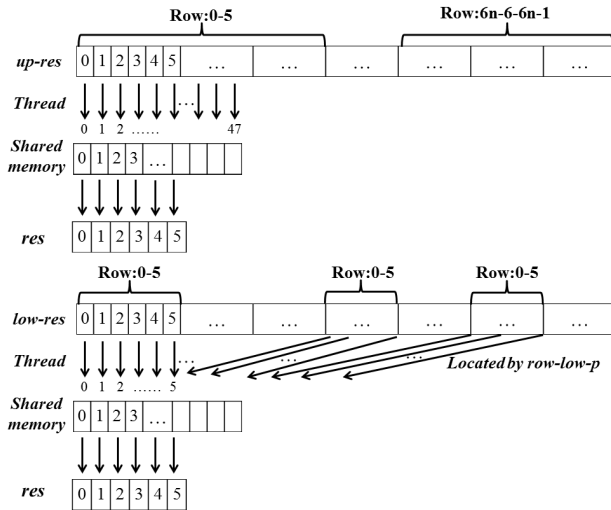 Row:0-5 Row:6n-6-6n-1
up-res 0 1 2 3 4 5 ... ... ... ... ... ...
Thread ...
0 1 2 ...... 47
Shared
memory
0 1 2 3 ...
res 0 1 2 3 4 5
Row:0-5 Row:0-5 Row:0-5
low-res 0 1 2 3 4 5 ... ... ... ... ... ...
Thread ... ... ... Located by row-low-p
0 1 2 ...... 5
Shared
memory
0 1 2 3 ...
res 0 1 2 3 4 5